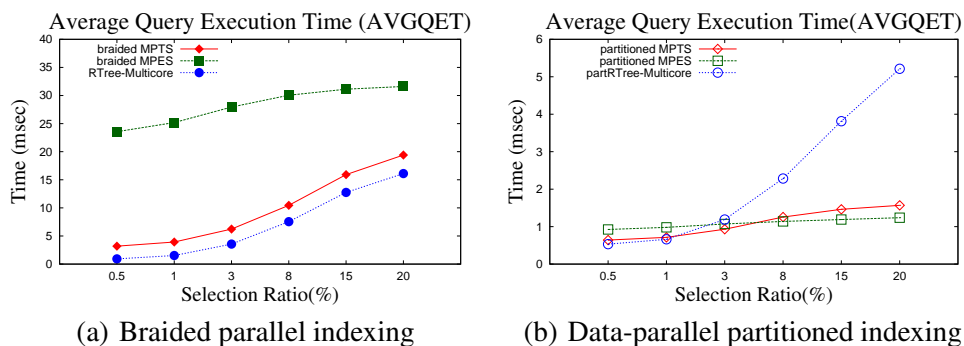 Average Query Execution Time (AVGQET)
40
35
30
25
20
15
10
5
0
Time (msec)
braided MPTS
braided MPES
RTree-Multicore
0.5 1 3 8 15 20
Selection Ratio(%)
(a) Braided parallel indexing
Average Query Execution Time(AVGQET)
6
5
4
3
2
1
0
Time (msec)
partitioned MPTS
partitioned MPES
partRTree-Multicore
0.5 1 3 8 15 20
Selection Ratio(%)
(b) Data-parallel partitioned indexing